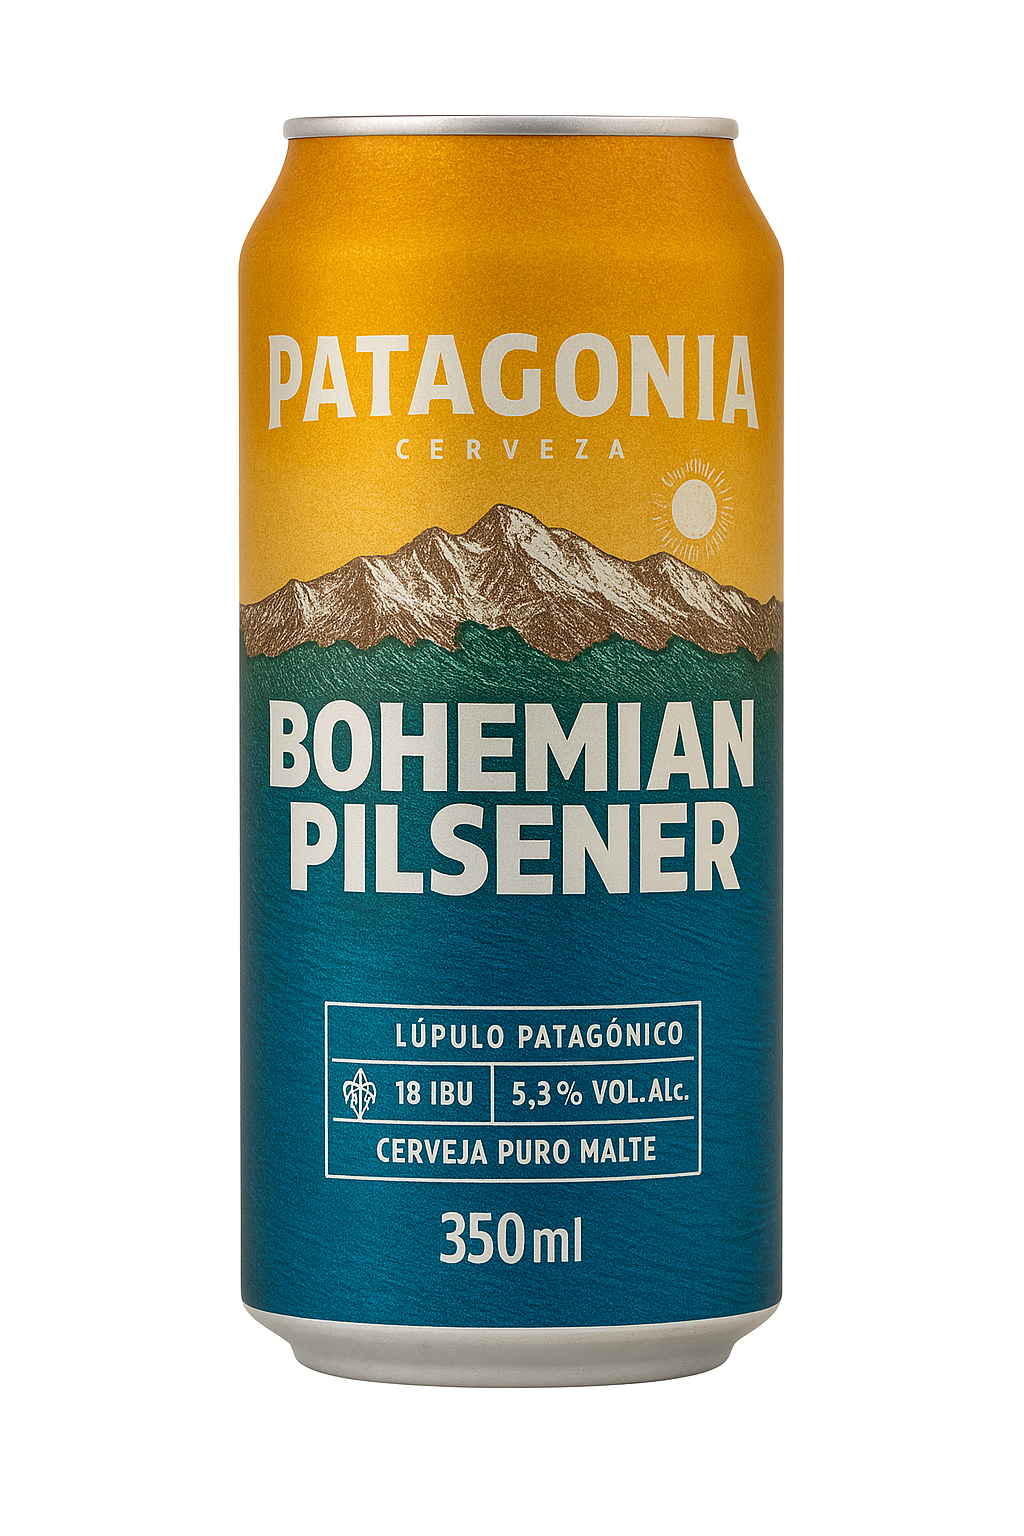 PATAGONIA
CERVEZA
BOHEMIAN
PILSENER
LÚPULO PATAGÓNICO
18 IBU 5,3% VOL.Alc.
CERVEJA PURO MALTE
350ml